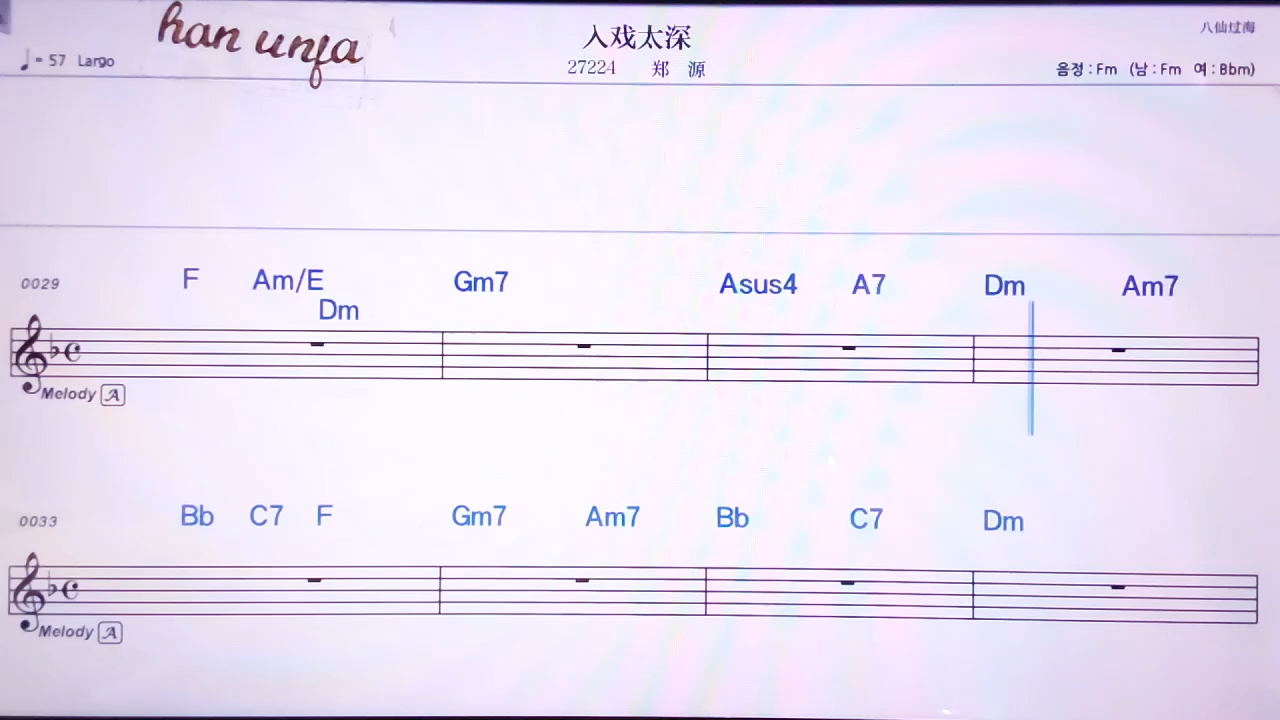 han unfa
入戏太深
八仙过海
♩= 57 Largo
27224 郑 源
음정 : Fm (남 : Fm 여 : Bbm)
0029 F Am/E Dm Gm7 Asus4 A7 Dm Am7
Melody A
0033 Bb C7 F Gm7 Am7 Bb C7 Dm
Melody A